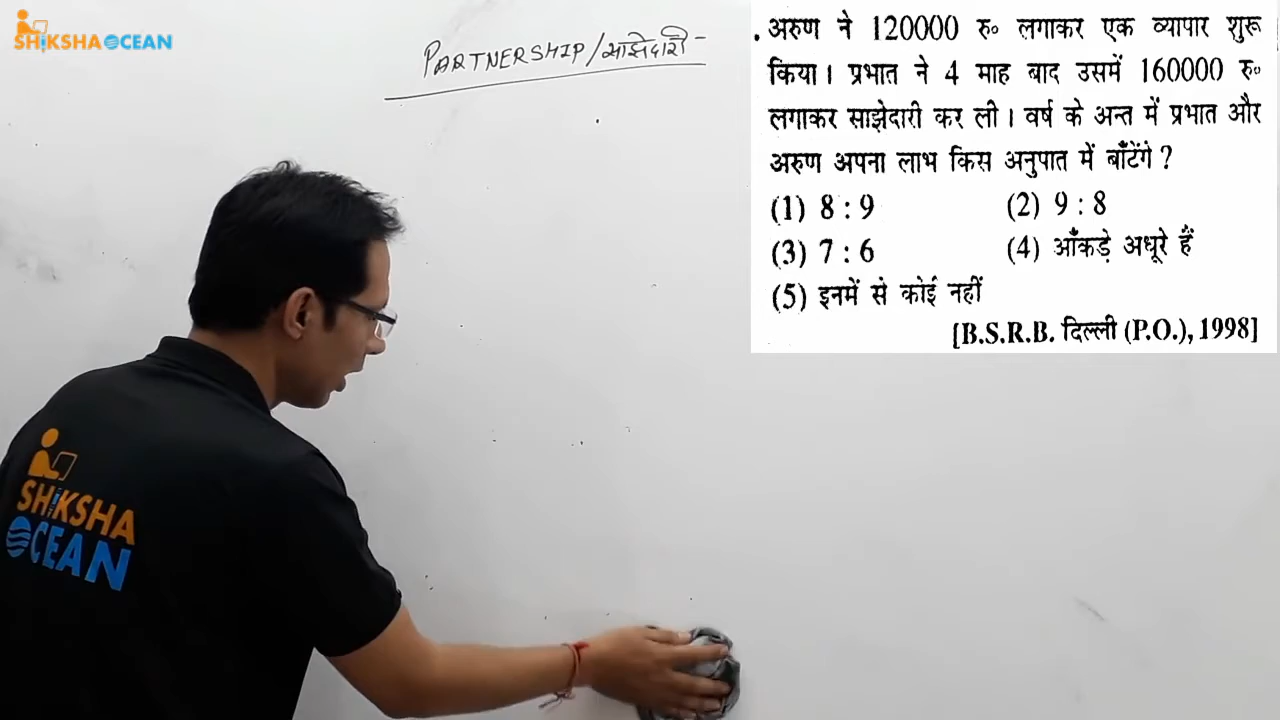 SHiKSHA OCEAN
PARTNERSHIP/साझेदारी-
. अरुण ने 120000 रु० लगाकर एक व्यापार शुरू
किया। प्रभात ने 4 माह बाद उसमें 160000 रु०
लगाकर साझेदारी कर ली। वर्ष के अन्त में प्रभात और
अरुण अपना लाभ किस अनुपात में बाँटेंगे ?
(1) 8 : 9 (2) 9 : 8
(3) 7 : 6 (4) आँकड़े अधूरे हैं
(5) इनमें से कोई नहीं
[B.S.R.B. दिल्ली (P.O.), 1998]
SHiKSHA
OCEAN